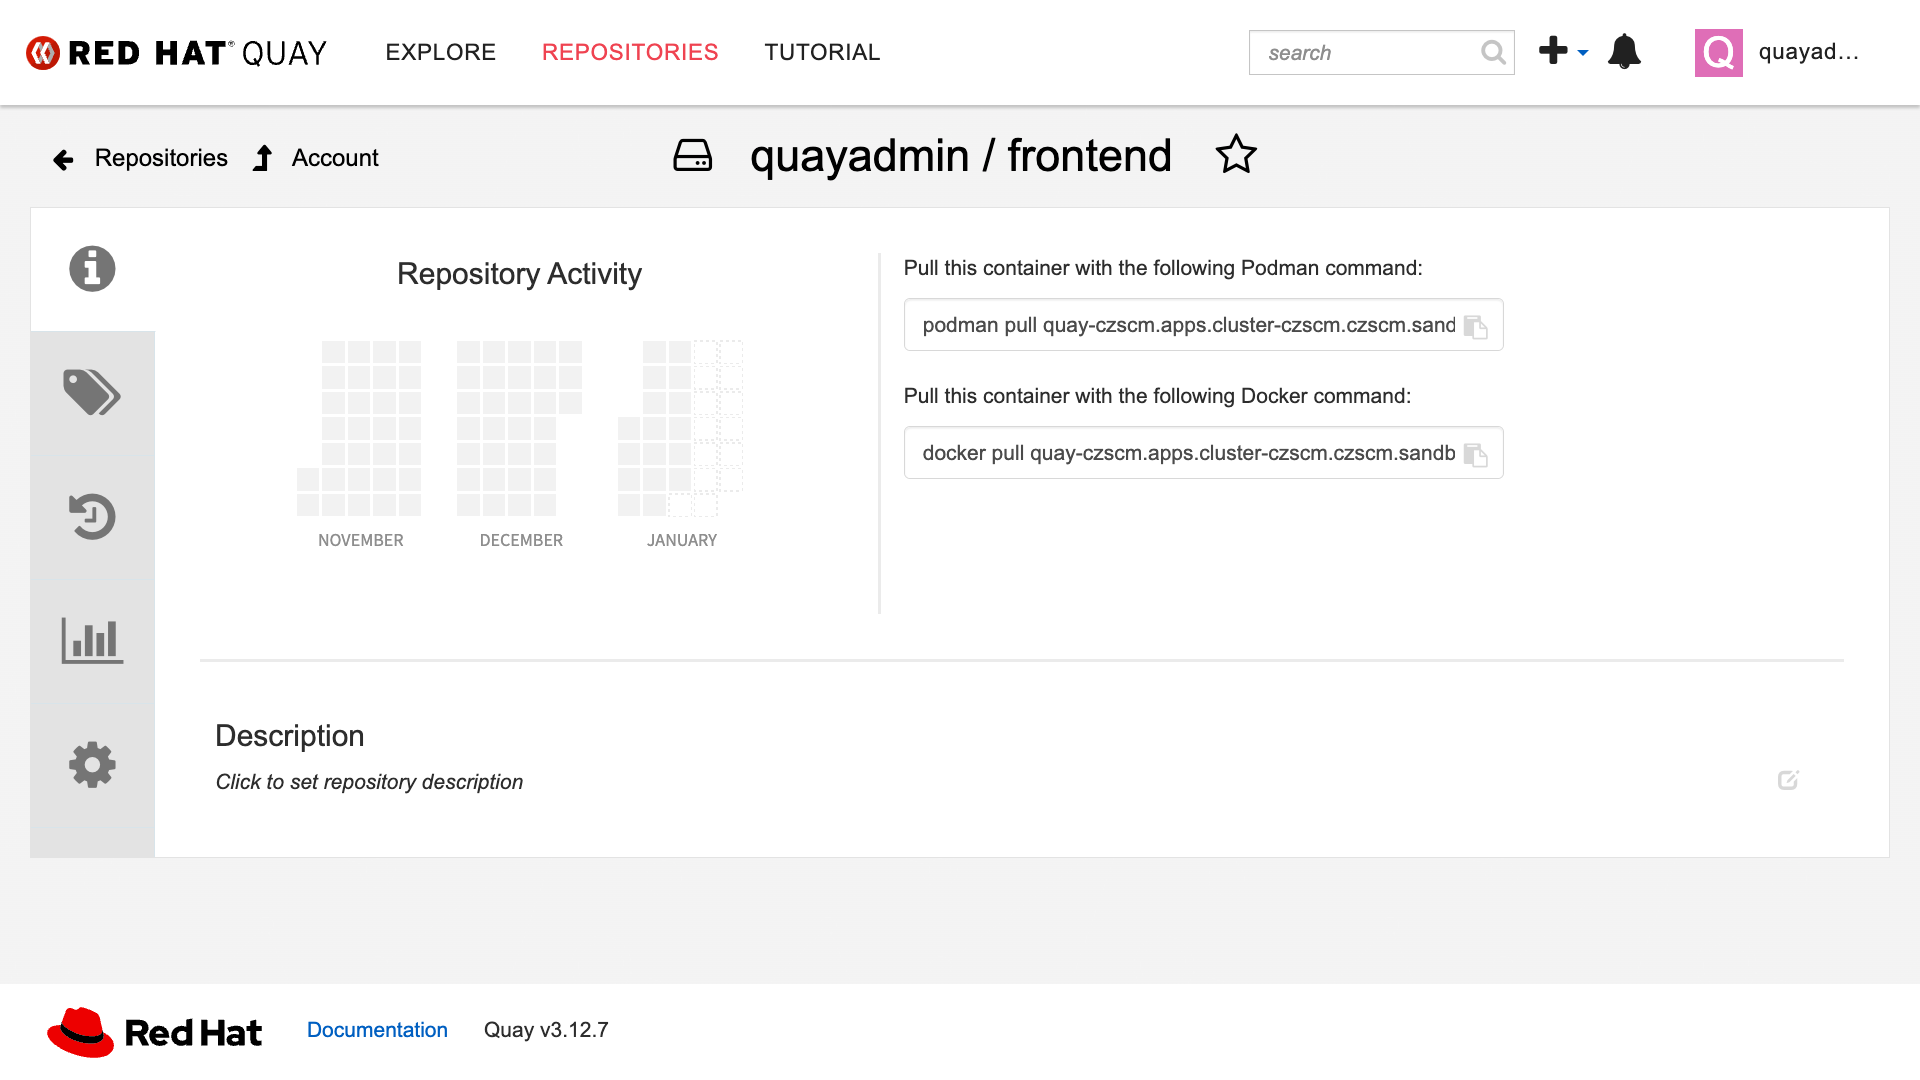 RED HAT® QUAY
EXPLORE
REPOSITORIES
TUTORIAL
search
Q
quayad...
Repositories
Account
quayadmin / frontend
Repository Activity
NOVEMBER
DECEMBER
JANUARY
Pull this container with the following Podman command:
podman pull quay-czscm.apps.cluster-czscm.czscm.sand
Pull this container with the following Docker command:
docker pull quay-czscm.apps.cluster-czscm.czscm.sandb
Description
Click to set repository description
Red Hat
Documentation
Quay v3.12.7